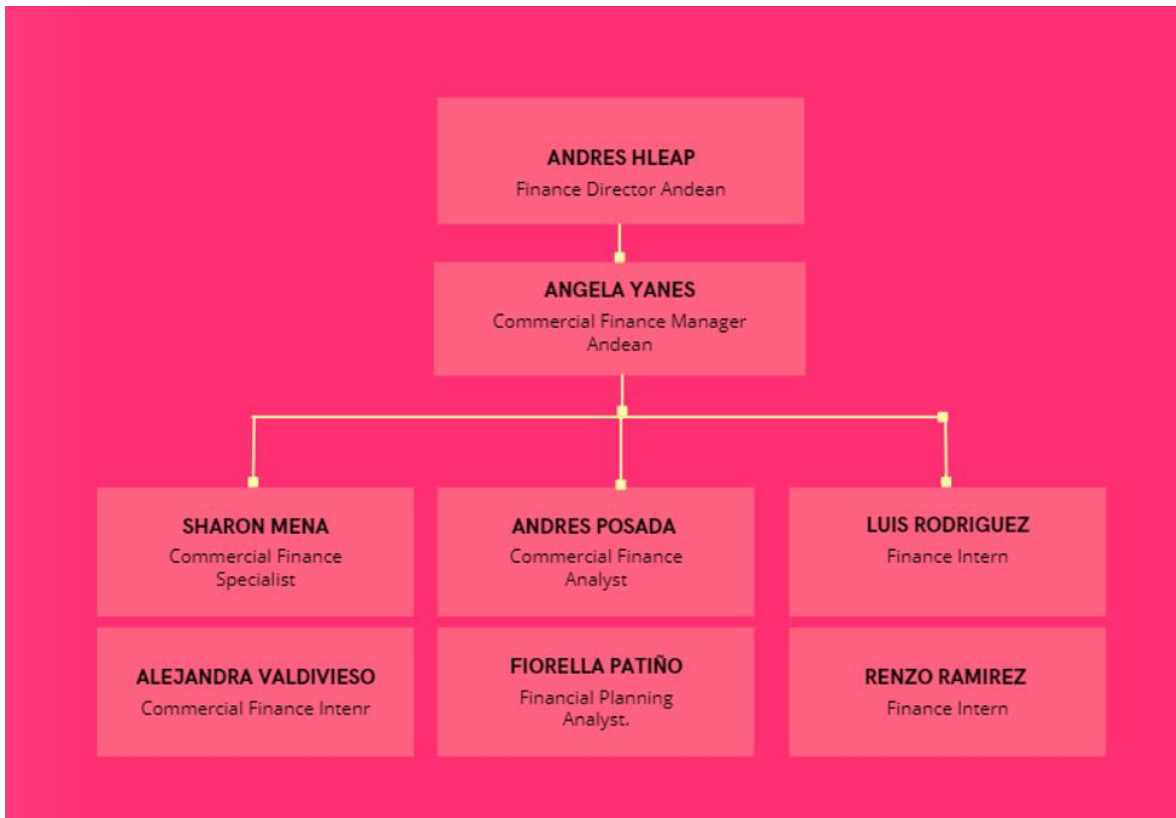 ANDRES HLEAP
Finance Director Andean
ANGELA YANES
Commercial Finance Manager
Andean
SHARON MENA
Commercial Finance
Specialist
ANDRES POSADA
Commercial Finance
Analyst
LUIS RODRIGUEZ
Finance Intern
ALEJANDRA VALDIVIESO
Commercial Finance Intenr
FIORELLA PATIÑO
Financial Planning
Analyst.
RENZO RAMIREZ
Finance Intern